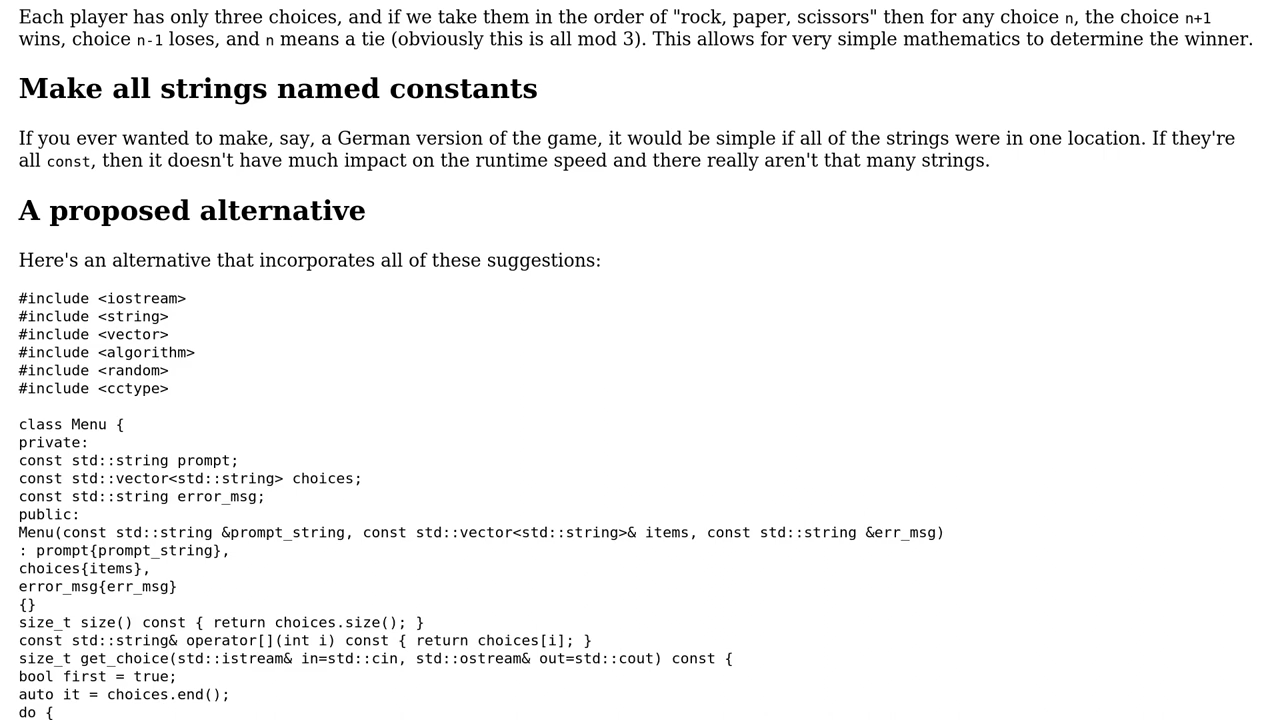 Each player has only three choices, and if we take them in the order of "rock, paper, scissors" then for any choice n, the choice n+1
wins, choice n-1 loses, and n means a tie (obviously this is all mod 3). This allows for very simple mathematics to determine the winner.
Make all strings named constants
If you ever wanted to make, say, a German version of the game, it would be simple if all of the strings were in one location. If they're
all const, then it doesn't have much impact on the runtime speed and there really aren't that many strings.
A proposed alternative
Here's an alternative that incorporates all of these suggestions:
#include <iostream>
#include <string>
#include <vector>
#include <algorithm>
#include <random>
#include <cctype>
class Menu {
private:
const std::string prompt;
const std::vector<std::string> choices;
const std::string error_msg;
public:
Menu(const std::string &prompt_string, const std::vector<std::string>& items, const std::string &err_msg)
: prompt{prompt_string},
choices{items},
error_msg{err_msg}
{}
size_t size() const { return choices.size(); }
const std::string& operator[](int i) const { return choices[i]; }
size_t get_choice(std::istream& in=std::cin, std::ostream& out=std::cout) const {
bool first = true;
auto it = choices.end();
do {